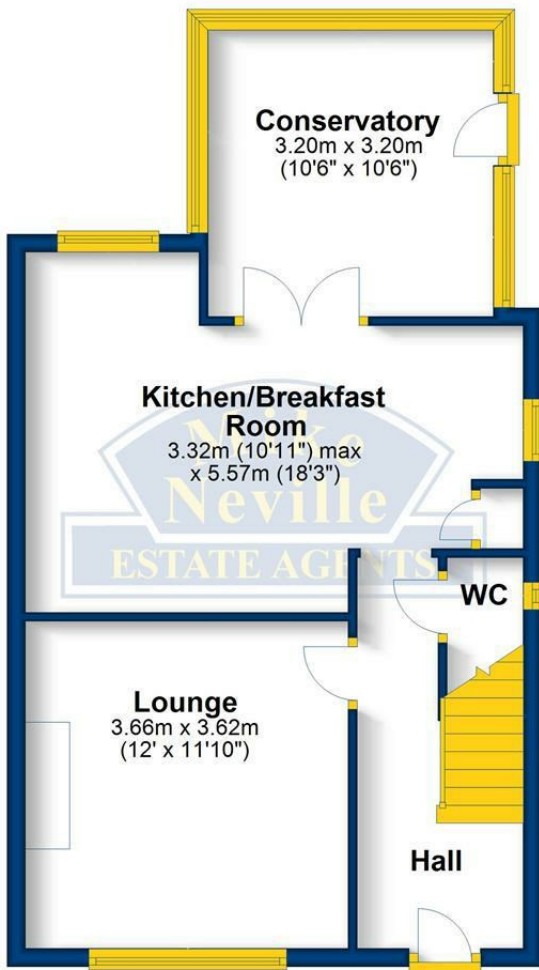 Conservatory
3.20m x 3.20m
(10'6" x 10'6")
Kitchen/Breakfast
Room
3.32m (10'11") max
x 5.57m (18'3")
Mike
Neville
ESTATE AGENTS
WC
Lounge
3.66m x 3.62m
(12' x 11'10")
Hall